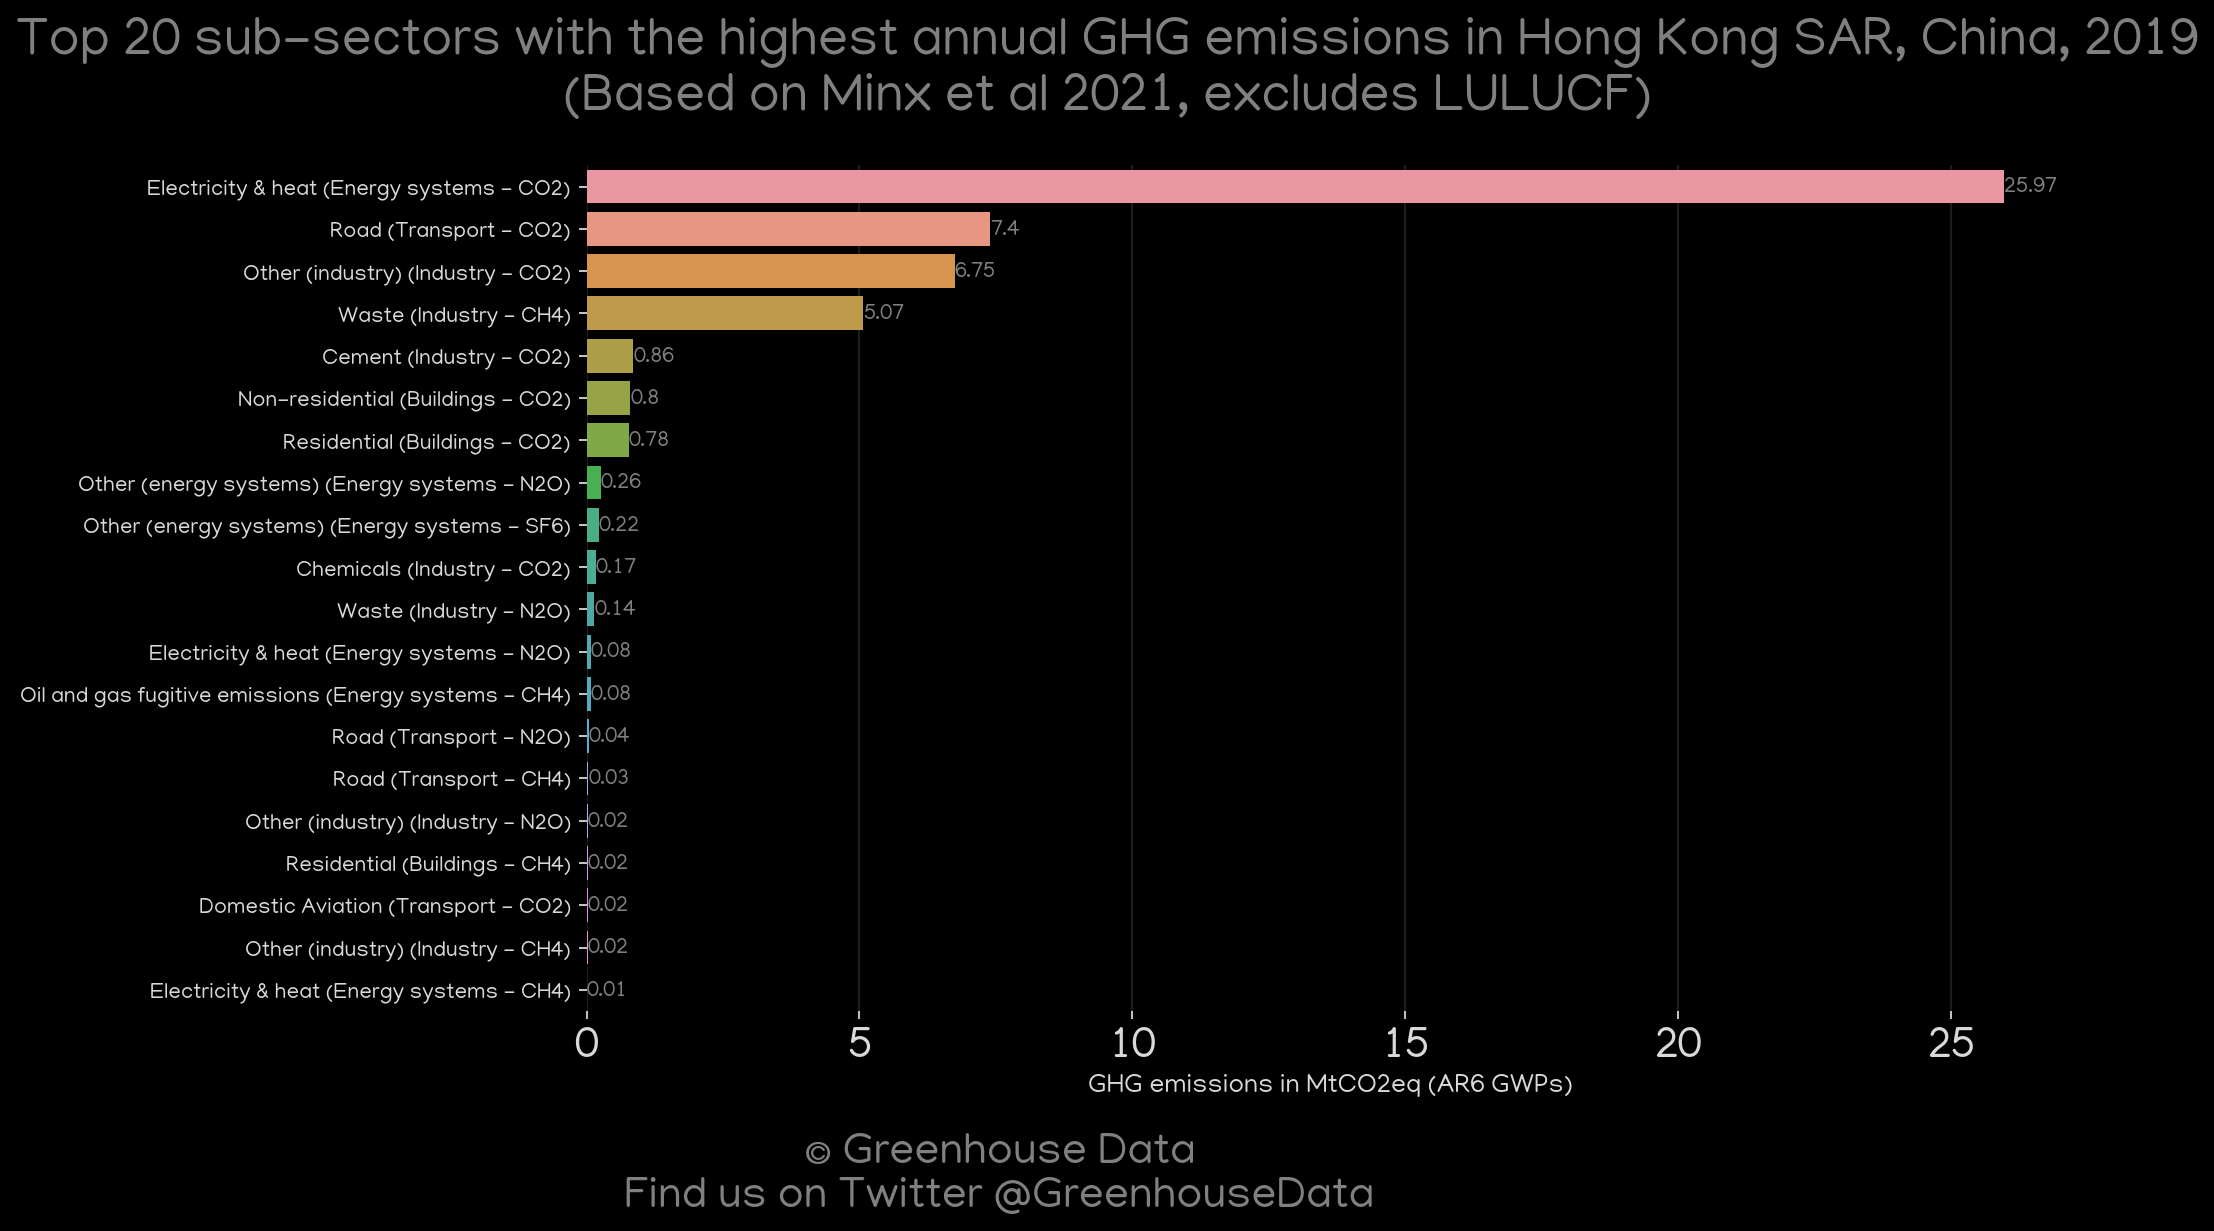 Top 20 sub-sectors with the highest annual GHG emissions in Hong Kong SAR, China, 2019
(Based on Minx et al 2021, excludes LULUCF)
Electricity & heat (Energy systems - CO2) 25.97
Road (Transport - CO2) 7.4
Other (industry) (Industry - CO2) 6.75
Waste (Industry - CH4) 5.07
Cement (Industry - CO2) 0.86
Non-residential (Buildings - CO2) 0.8
Residential (Buildings - CO2) 0.78
Other (energy systems) (Energy systems - N2O) 0.26
Other (energy systems) (Energy systems - SF6) 0.22
Chemicals (Industry - CO2) 0.17
Waste (Industry - N2O) 0.14
Electricity & heat (Energy systems - N2O) 0.08
Oil and gas fugitive emissions (Energy systems - CH4) 0.08
Road (Transport - N2O) 0.04
Road (Transport - CH4) 0.03
Other (industry) (Industry - N2O) 0.02
Residential (Buildings - CH4) 0.02
Domestic Aviation (Transport - CO2) 0.02
Other (industry) (Industry - CH4) 0.02
Electricity & heat (Energy systems - CH4) 0.01
0 5 10 15 20 25
GHG emissions in MtCO2eq (AR6 GWPs)
© Greenhouse Data
Find us on Twitter @GreenhouseData